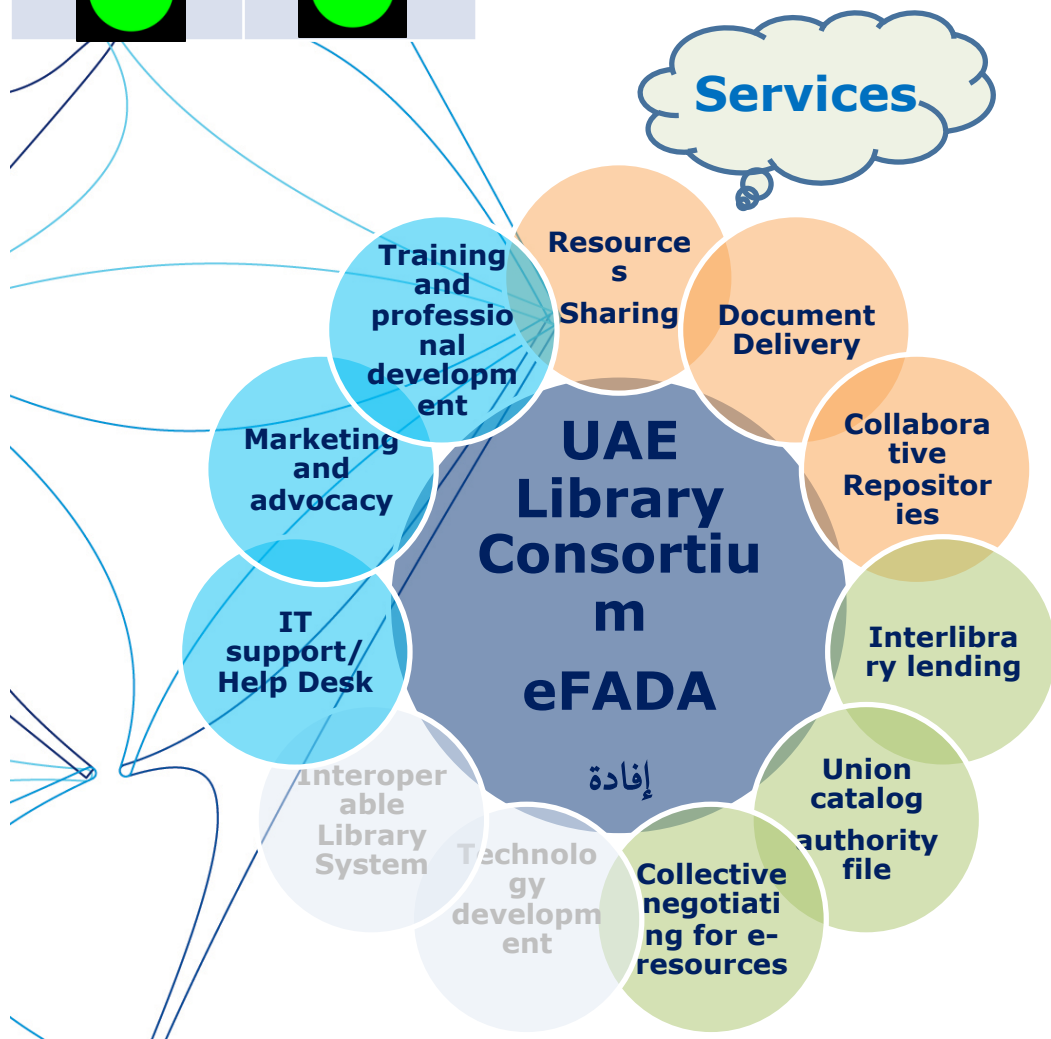 Services
Resource
s
Sharing
Document
Delivery
Collabora
tive
Repositor
ies
Interlibra
ry lending
Union
catalog
authority
file
Collective
negotiati
ng for e-
resources
Technolo
gy
developm
ent
Interoper
able
Library
System
IT
support/
Help Desk
Marketing
and
advocacy
Training
and
professio
nal
developm
ent
UAE
Library
Consortiu
m
eFADA
إفادة